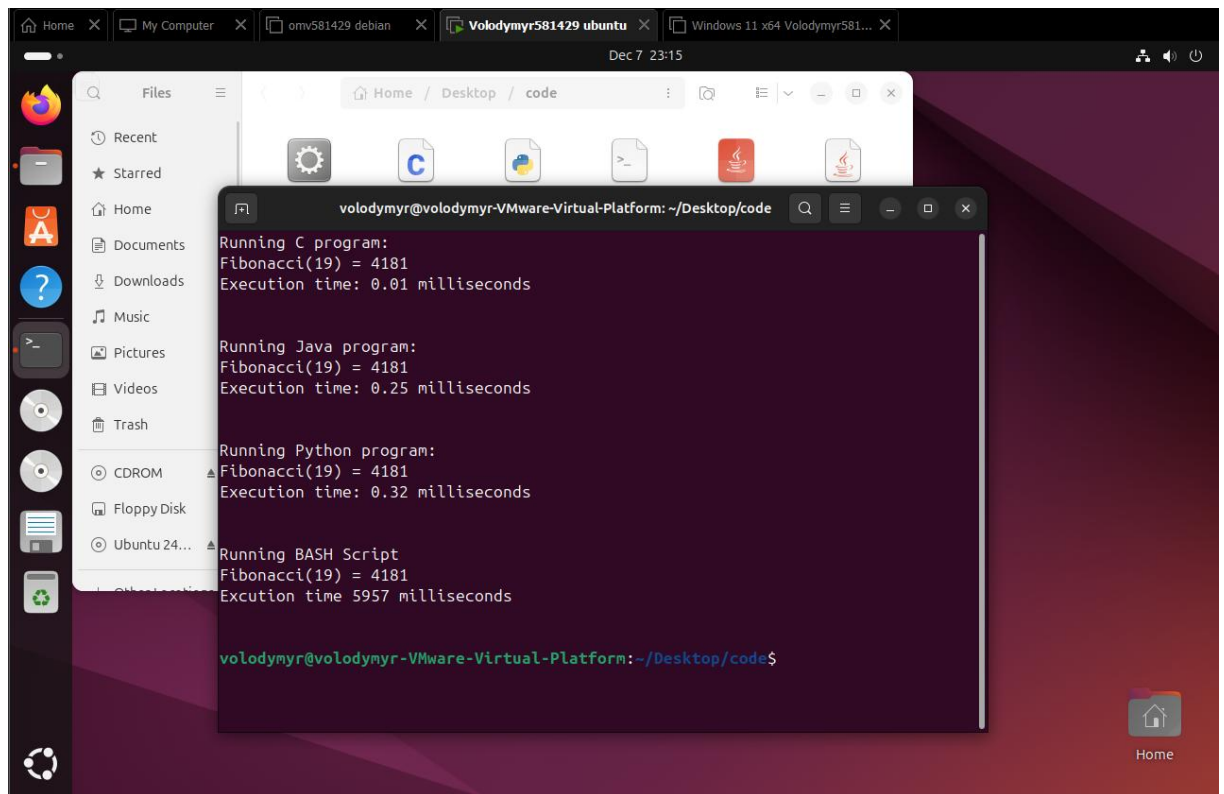 Home
My Computer
omv581429 debian
Volodymyr581429 ubuntu
Windows 11 x64 Volodymyr581...
Dec 7 23:15
Files
Home / Desktop / code
Recent
Starred
Home
Documents
Downloads
Music
Pictures
Videos
Trash
CDROM
Floppy Disk
Ubuntu 24...
volodymyr@volodymyr-VMware-Virtual-Platform: ~/Desktop/code
Running C program:
Fibonacci(19) = 4181
Execution time: 0.01 milliseconds
Running Java program:
Fibonacci(19) = 4181
Execution time: 0.25 milliseconds
Running Python program:
Fibonacci(19) = 4181
Execution time: 0.32 milliseconds
Running BASH Script
Fibonacci(19) = 4181
Excution time 5957 milliseconds
volodymyr@volodymyr-VMware-Virtual-Platform:~/Desktop/code$
Home